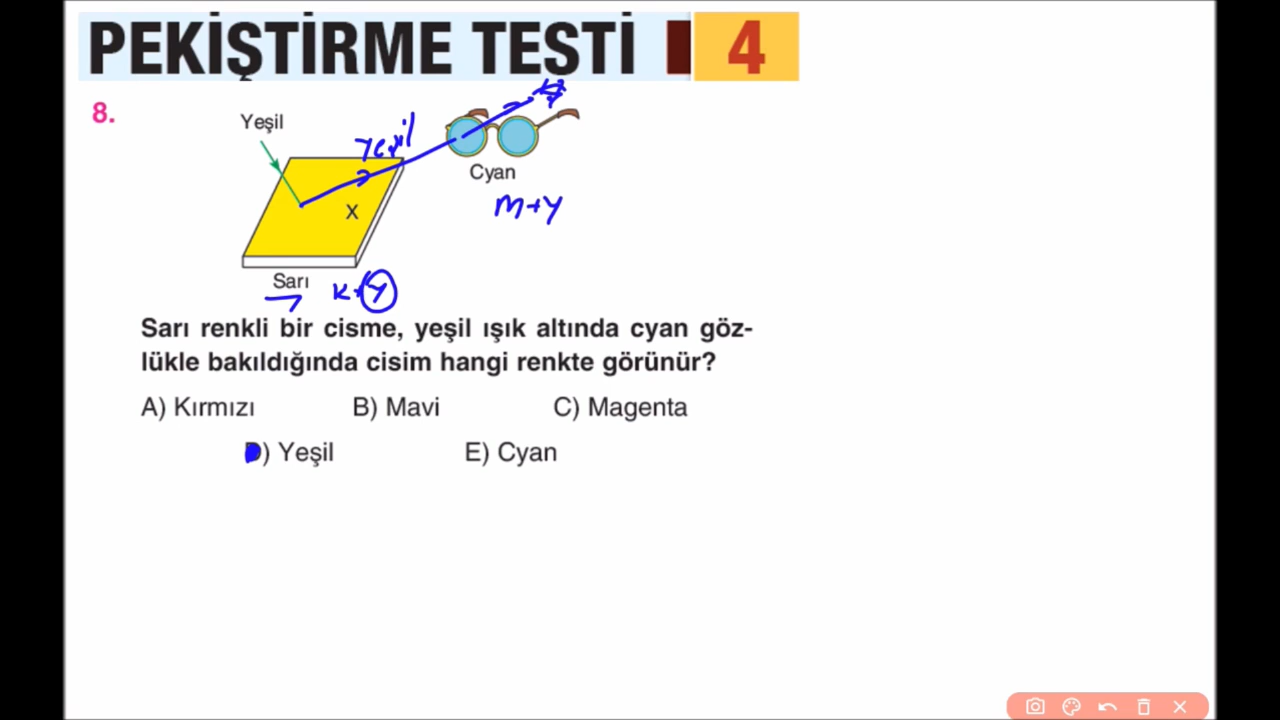 PEKİŞTİRME TESTİ 4
8.
Yeşil
Yeşil
Cyan
M+Y
X
Sarı
K+Y
Sarı renkli bir cisme, yeşil ışık altında cyan göz-
lükle bakıldığında cisim hangi renkte görünür?
A) Kırmızı B) Mavi C) Magenta
D) Yeşil E) Cyan